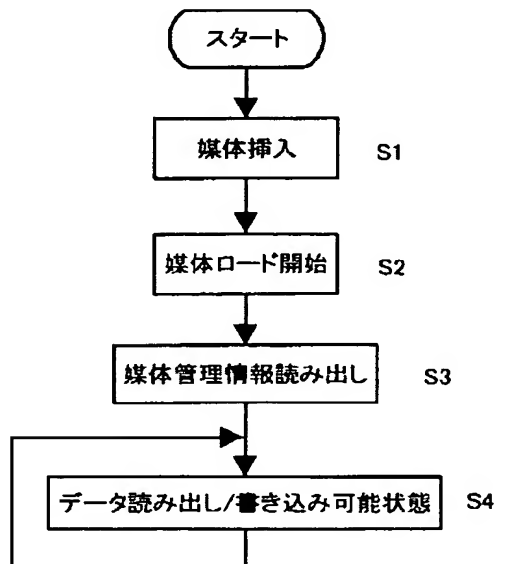 スタート
媒体挿入 S1
媒体ロード開始 S2
媒体管理情報読み出し S3
データ読み出し/書き込み可能状態 S4